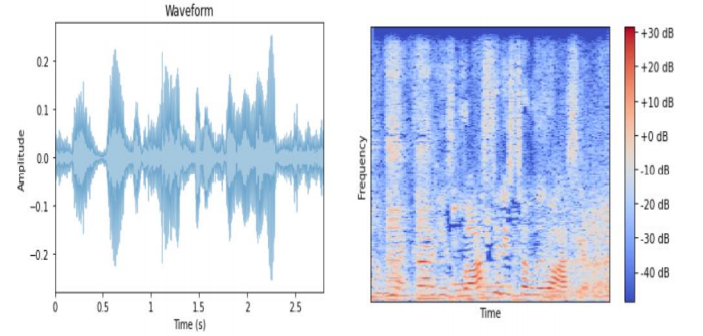 Waveform
0.2
0.1
0.0
−0.1
−0.2
Amplitude
0 0.5 1 1.5 2 2.5
Time (s)
Frequency
Time
+30 dB
+20 dB
+10 dB
+0 dB
-10 dB
-20 dB
-30 dB
-40 dB